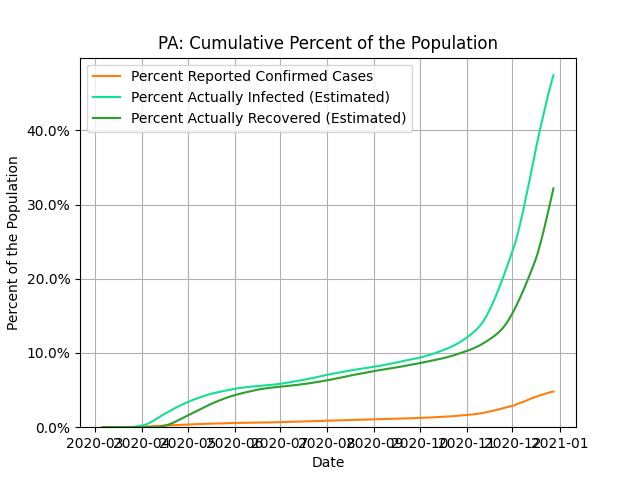 PA: Cumulative Percent of the Population
Percent Reported Confirmed Cases
Percent Actually Infected (Estimated)
Percent Actually Recovered (Estimated)
Percent of the Population
40.0%
30.0%
20.0%
10.0%
0.0%
2020-03 2020-04 2020-05 2020-06 2020-07 2020-08 2020-09 2020-10 2020-11 2020-12 2021-01
Date